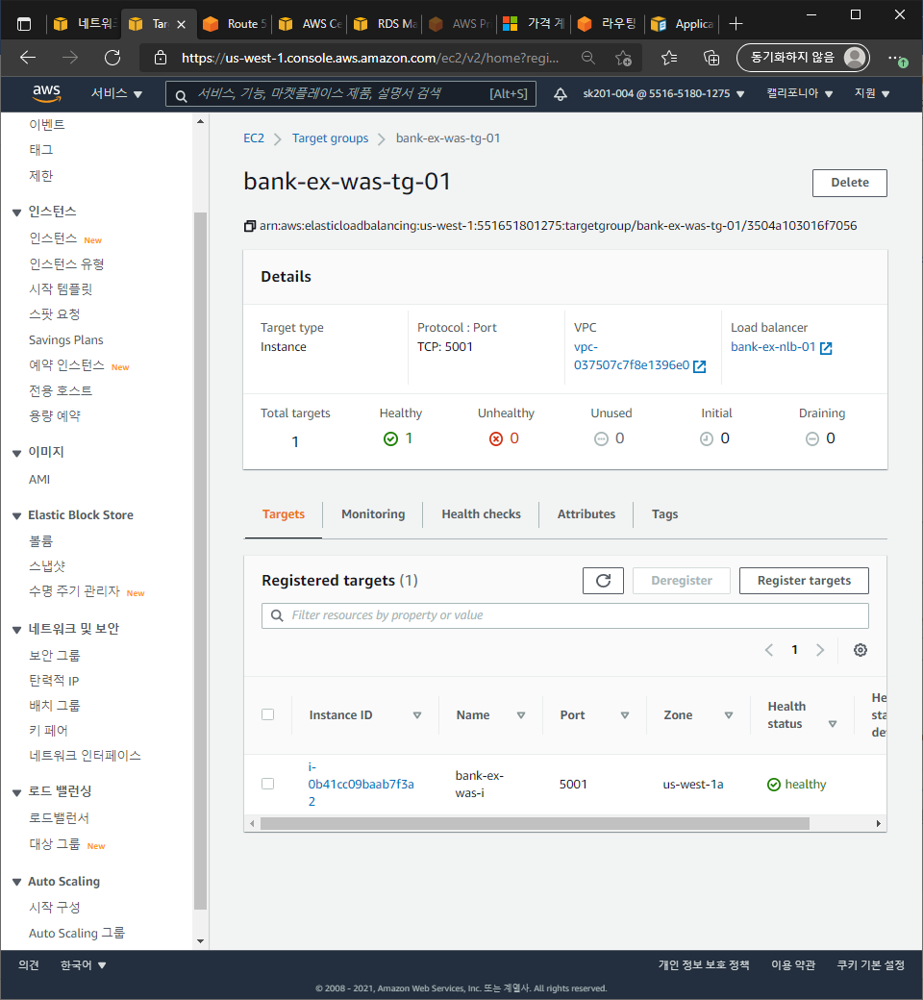 네트워
Tar
Route 5
AWS Ce
RDS Ma
AWS Pr
가격 계
라우팅
Applica
https://us-west-1.console.aws.amazon.com/ec2/v2/home?regi...
동기화하지 않음
aws
서비스
서비스, 기능, 마켓플레이스 제품, 설명서 검색
[Alt+S]
sk201-004 @ 5516-5180-1275
캘리포니아
지원
이벤트
태그
제한
인스턴스
인스턴스 New
인스턴스 유형
시작 템플릿
스팟 요청
Savings Plans
예약 인스턴스 New
전용 호스트
용량 예약
이미지
AMI
Elastic Block Store
볼륨
스냅샷
수명 주기 관리자 New
네트워크 및 보안
보안 그룹
탄력적 IP
배치 그룹
키 페어
네트워크 인터페이스
로드 밸런싱
로드밸런서
대상 그룹 New
Auto Scaling
시작 구성
Auto Scaling 그룹
EC2
Target groups
bank-ex-was-tg-01
bank-ex-was-tg-01
Delete
arn:aws:elasticloadbalancing:us-west-1:551651801275:targetgroup/bank-ex-was-tg-01/3504a103016f7056
Details
Target type
Instance
Protocol : Port
TCP: 5001
VPC
vpc-
037507c7f8e1396e0
Load balancer
bank-ex-nlb-01
Total targets
1
Healthy
1
Unhealthy
0
Unused
0
Initial
0
Draining
0
Targets
Monitoring
Health checks
Attributes
Tags
Registered targets (1)
Deregister
Register targets
Filter resources by property or value
1
Instance ID
Name
Port
Zone
Health
status
He
sta
de
i-
0b41cc09baab7f3a
2
bank-ex-
was-i
5001
us-west-1a
healthy
의견
한국어
개인 정보 보호 정책
이용 약관
쿠키 기본 설정
© 2008 - 2021, Amazon Web Services, Inc. 또는 계열사. All rights reserved.